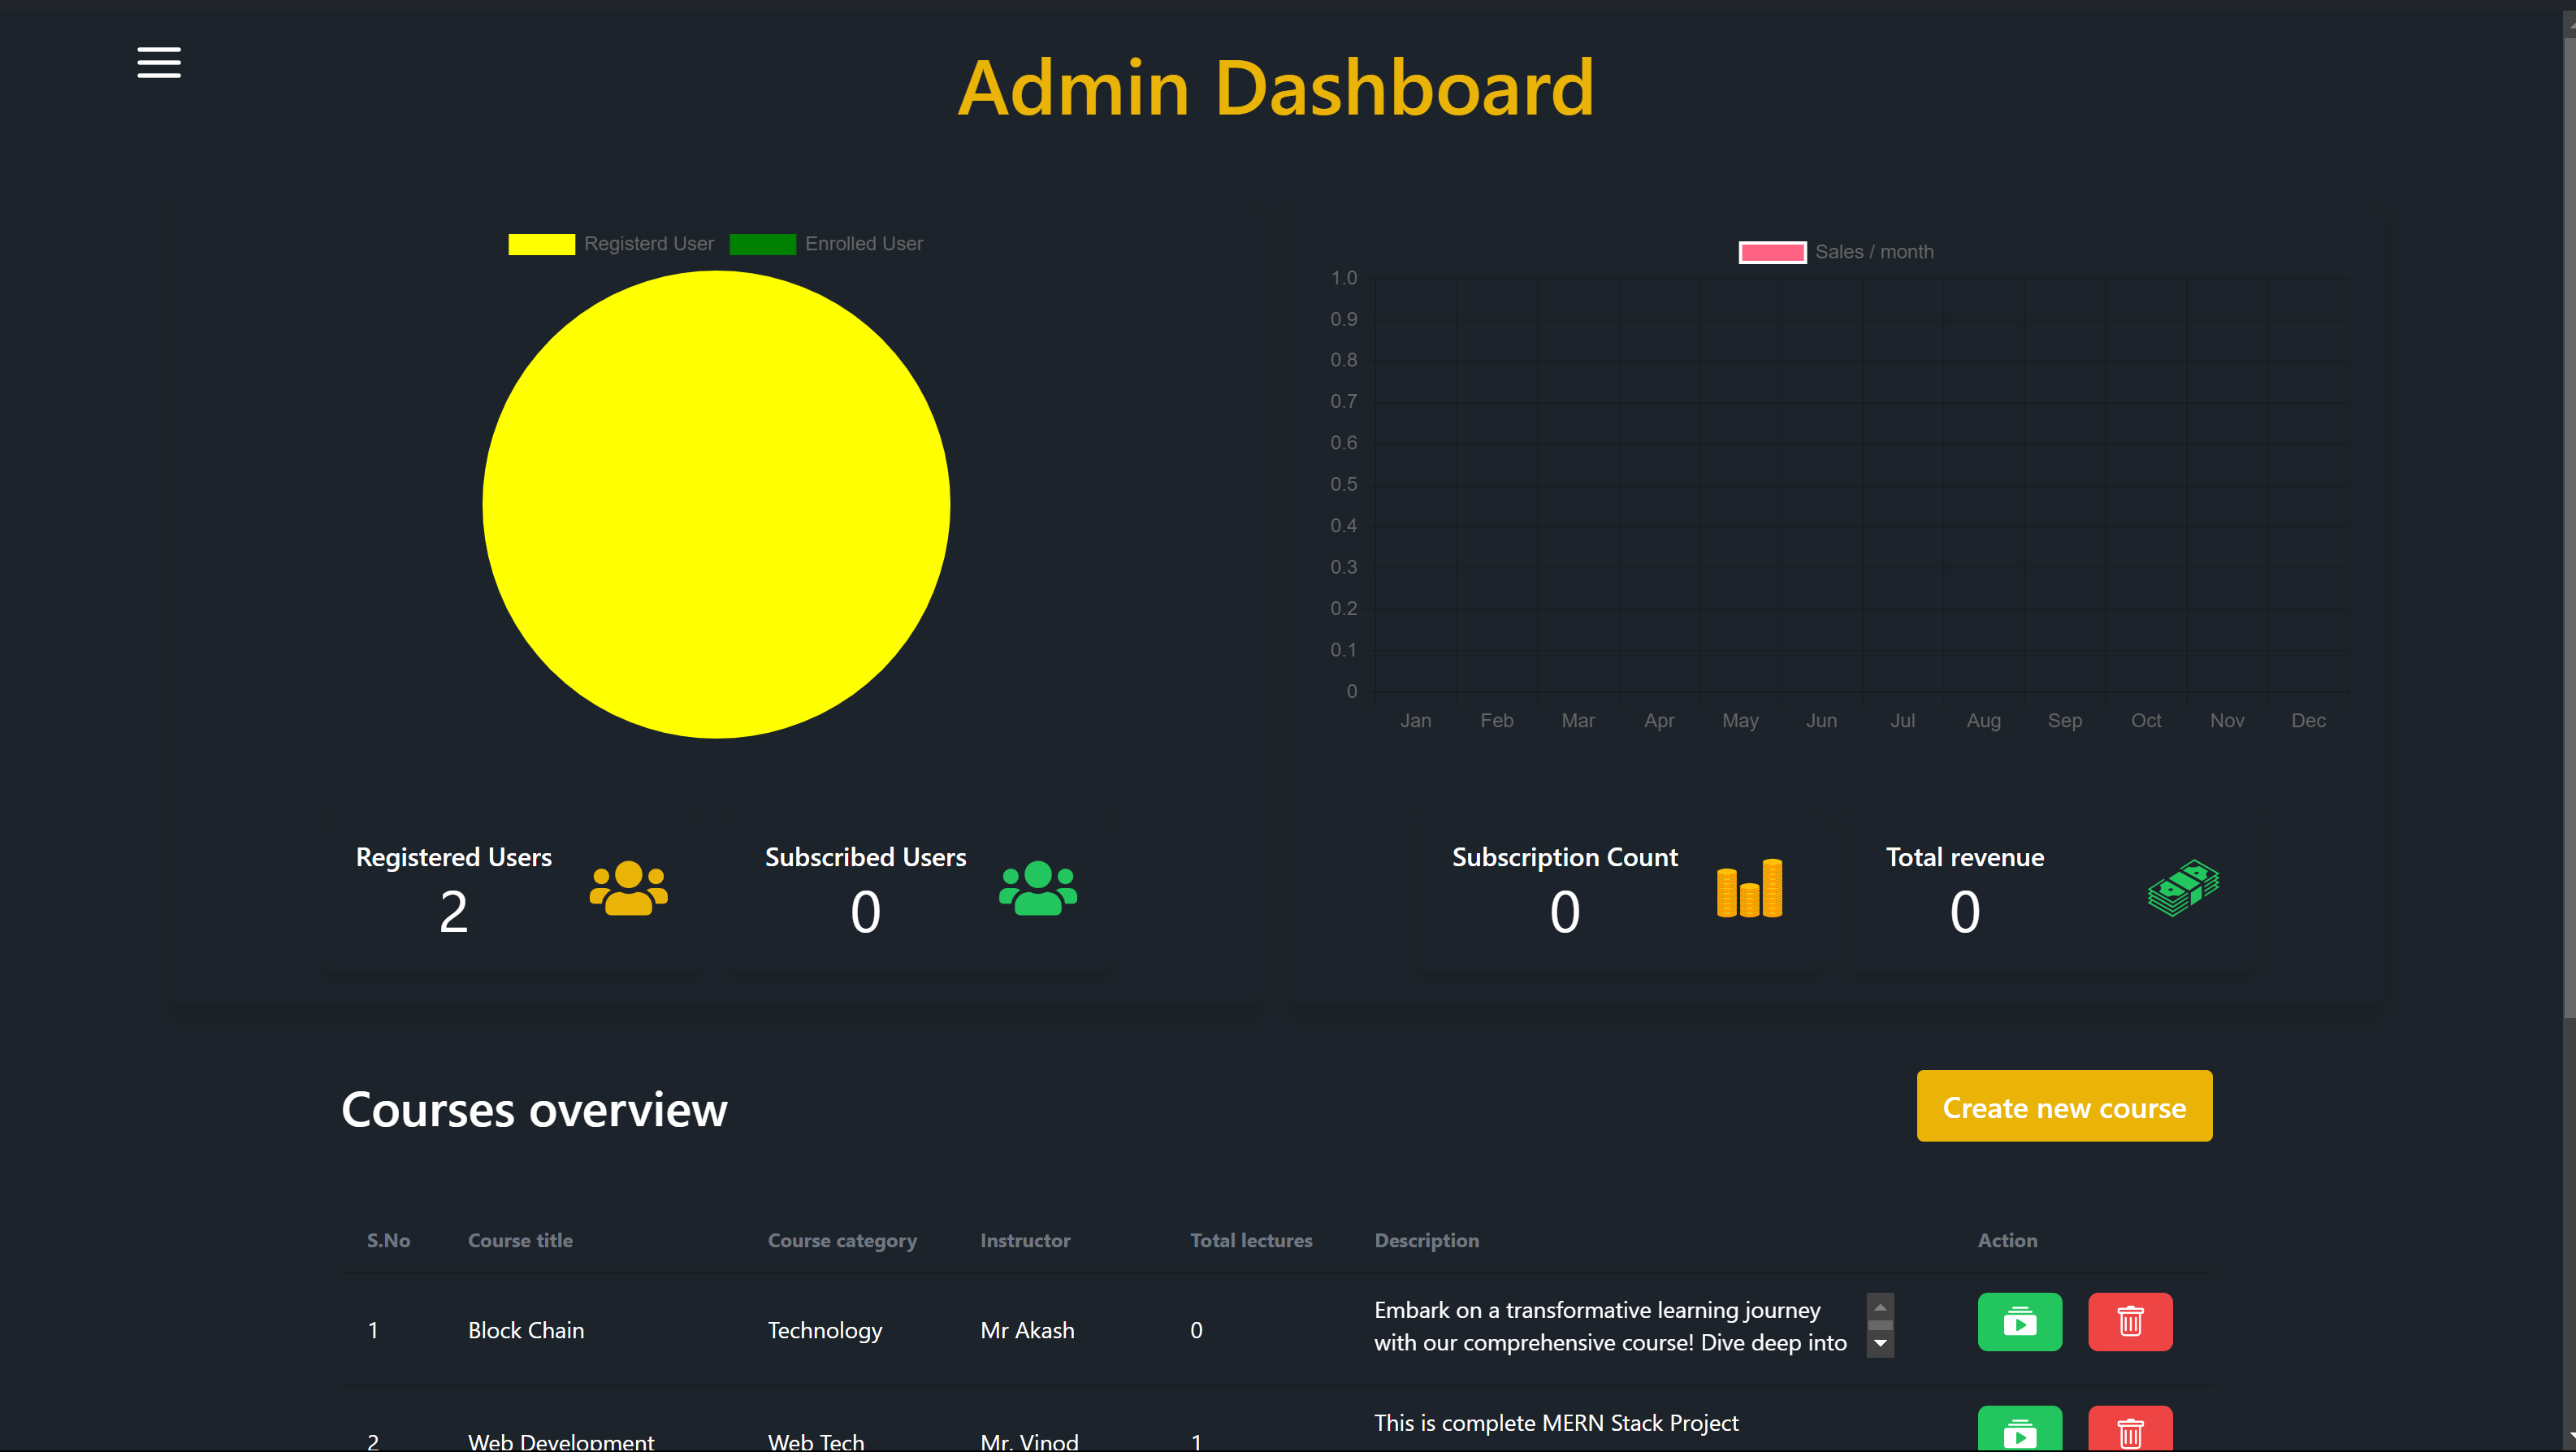 Admin Dashboard
Registerd User Enrolled User
Sales / month
1.0
0.9
0.8
0.7
0.6
0.5
0.4
0.3
0.2
0.1
0
Jan Feb Mar Apr May Jun Jul Aug Sep Oct Nov Dec
Registered Users
2
Subscribed Users
0
Subscription Count
0
Total revenue
0
Courses overview
Create new course
S.No Course title Course category Instructor Total lectures Description Action
1 Block Chain Technology Mr Akash 0 Embark on a transformative learning journey
with our comprehensive course! Dive deep into
This is complete MERN Stack Project
2 Web Development Web Tech Mr. Vinod 1